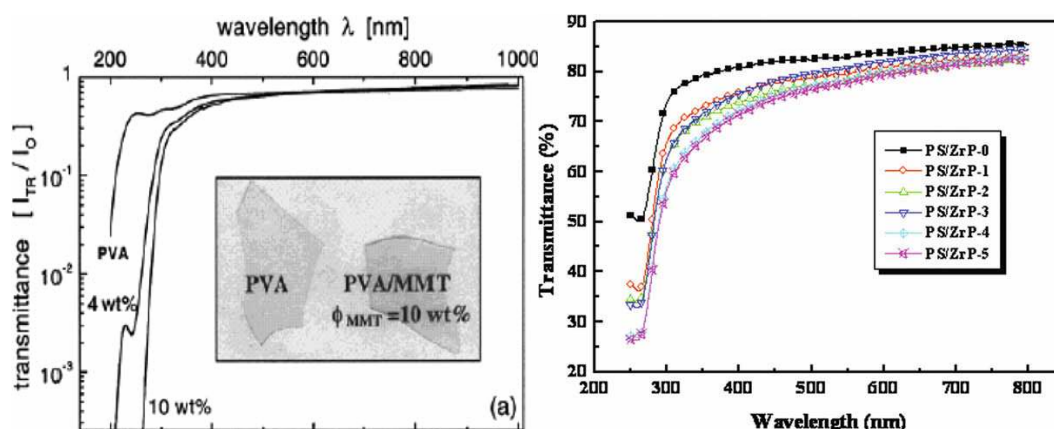 wavelength λ [nm]
200 400 600 800 1000
transmittance [ I_TR / I_O ]
1
10^-1
10^-2
10^-3
PVA
4 wt%
10 wt%
PVA
PVA/MMT
ϕ_MMT =10 wt%
(a)
Transmittance (%)
90
80
70
60
50
40
30
20
200 300 400 500 600 700 800
Wavelength (nm)
PS/ZrP-0
PS/ZrP-1
PS/ZrP-2
PS/ZrP-3
PS/ZrP-4
PS/ZrP-5